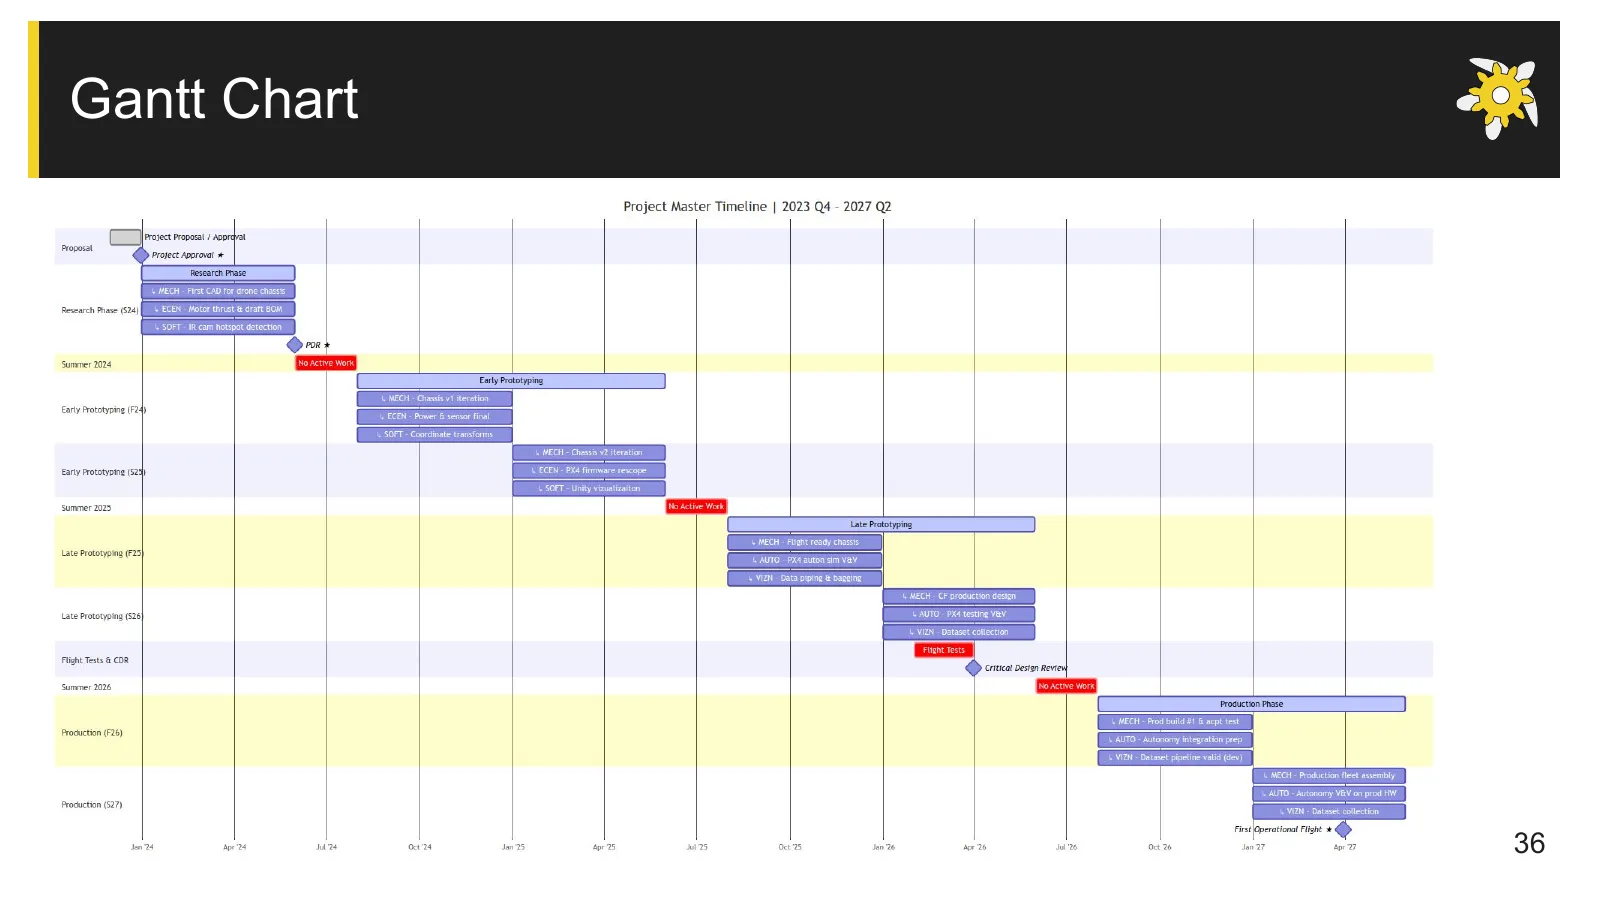 Gantt Chart
Project Master Timeline | 2023 Q4 - 2027 Q2
Proposal
Project Proposal / Approval
Project Approval ★
Research Phase (S24)
Research Phase
↳ MECH - First CAD for drone chassis
↳ ECEN - Motor thrust & draft BOM
↳ SOFT - IR cam hotspot detection
PDR ★
Summer 2024
No Active Work
Early Prototyping (F24)
Early Prototyping
↳ MECH - Chassis v1 iteration
↳ ECEN - Power & sensor final
↳ SOFT - Coordinate transforms
Early Prototyping (S25)
↳ MECH - Chassis v2 iteration
↳ ECEN - PX4 firmware rescope
↳ SOFT - Unity vizualizaiton
Summer 2025
No Active Work
Late Prototyping (F25)
Late Prototyping
↳ MECH - Flight ready chassis
↳ AUTO - PX4 auton sim V&V
↳ VIZN - Data piping & bagging
Late Prototyping (S26)
↳ MECH - CF production design
↳ AUTO - PX4 testing V&V
↳ VIZN - Dataset collection
Flight Tests & CDR
Flight Tests
Critical Design Review
Summer 2026
No Active Work
Production (F26)
Production Phase
↳ MECH - Prod build #1 & acpt test
↳ AUTO - Autonomy integration prep
↳ VIZN - Dataset pipeline valid (dev)
Production (S27)
↳ MECH - Production fleet assembly
↳ AUTO - Autonomy V&V on prod HW
↳ VIZN - Dataset collection
First Operational Flight ★
Jan '24 Apr '24 Jul '24 Oct '24 Jan '25 Apr '25 Jul '25 Oct '25 Jan '26 Apr '26 Jul '26 Oct '26 Jan '27 Apr '27
36